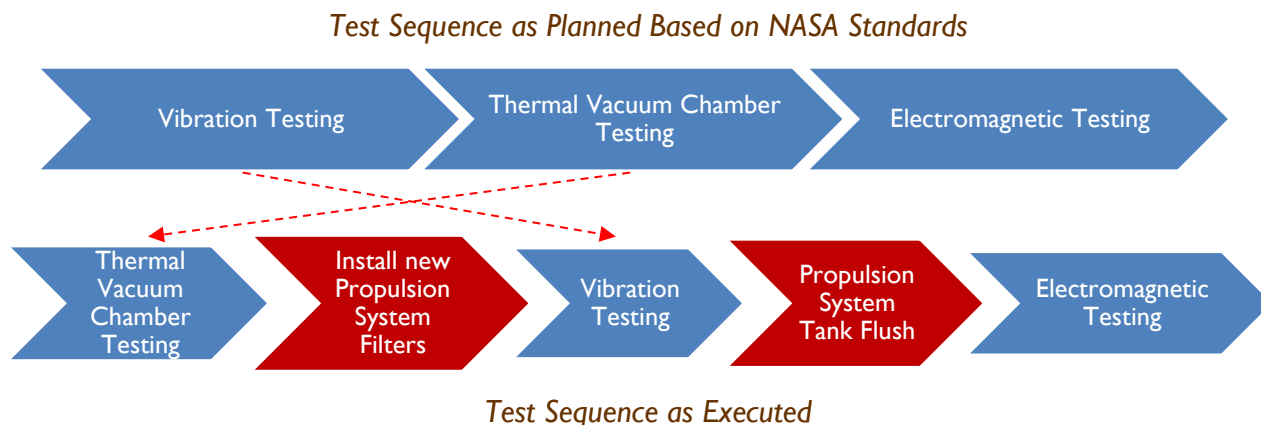 Test Sequence as Planned Based on NASA Standards
Vibration Testing
Thermal Vacuum Chamber
Testing
Electromagnetic Testing
Thermal
Vacuum
Chamber
Testing
Install new
Propulsion
System
Filters
Vibration
Testing
Propulsion
System
Tank Flush
Electromagnetic
Testing
Test Sequence as Executed